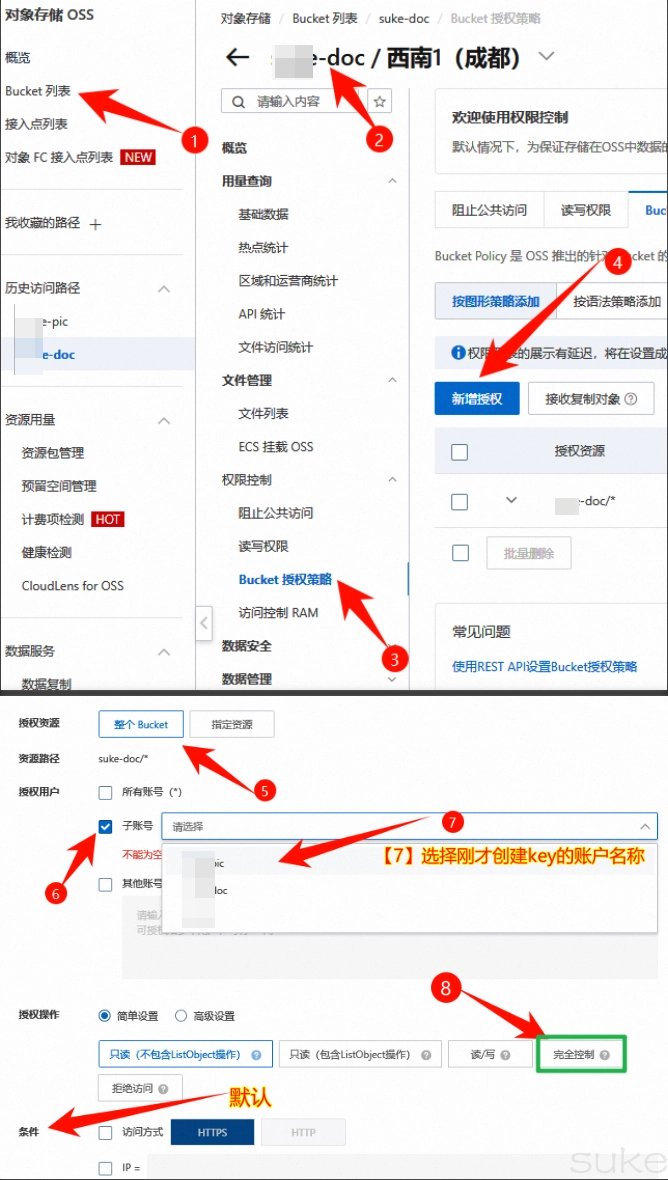 对象存储 OSS
概览
Bucket 列表
接入点列表
对象 FC 接入点列表 NEW
我收藏的路径 +
历史访问路径
e-pic
e-doc
资源用量
资源包管理
预留空间管理
计费项检测 HOT
健康检测
CloudLens for OSS
数据服务
数据复制
对象存储 / Bucket 列表 / suke-doc / Bucket 授权策略
-doc / 西南1（成都）
请输入内容
概览
用量查询
基础数据
热点统计
区域和运营商统计
API 统计
文件访问统计
文件管理
文件列表
ECS 挂载 OSS
权限控制
阻止公共访问
读写权限
Bucket 授权策略
访问控制 RAM
数据安全
数据管理
欢迎使用权限控制
默认情况下，为保证存储在OSS中数据的
阻止公共访问
读写权限
Buc
Bucket Policy 是 OSS 推出的针对 Bucket 的
按图形策略添加
按语法策略添加
的展示有延迟，将在设置成
新增授权
接收复制对象
授权资源
-doc/*
批量删除
常见问题
使用REST API设置Bucket授权策略
1
2
3
4
授权资源 整个 Bucket 指定资源
资源路径 suke-doc/*
5
授权用户 所有账号 (*)
子账号 请选择
7
不能为空
pic
【7】选择刚才创建key的账户名称
6
其他账号
doc
请输入
8
授权操作 简单设置 高级设置
只读（不包含ListObject操作） 只读（包含ListObject操作） 读/写 完全控制
拒绝访问
默认
条件 访问方式 HTTPS HTTP
IP =
suke